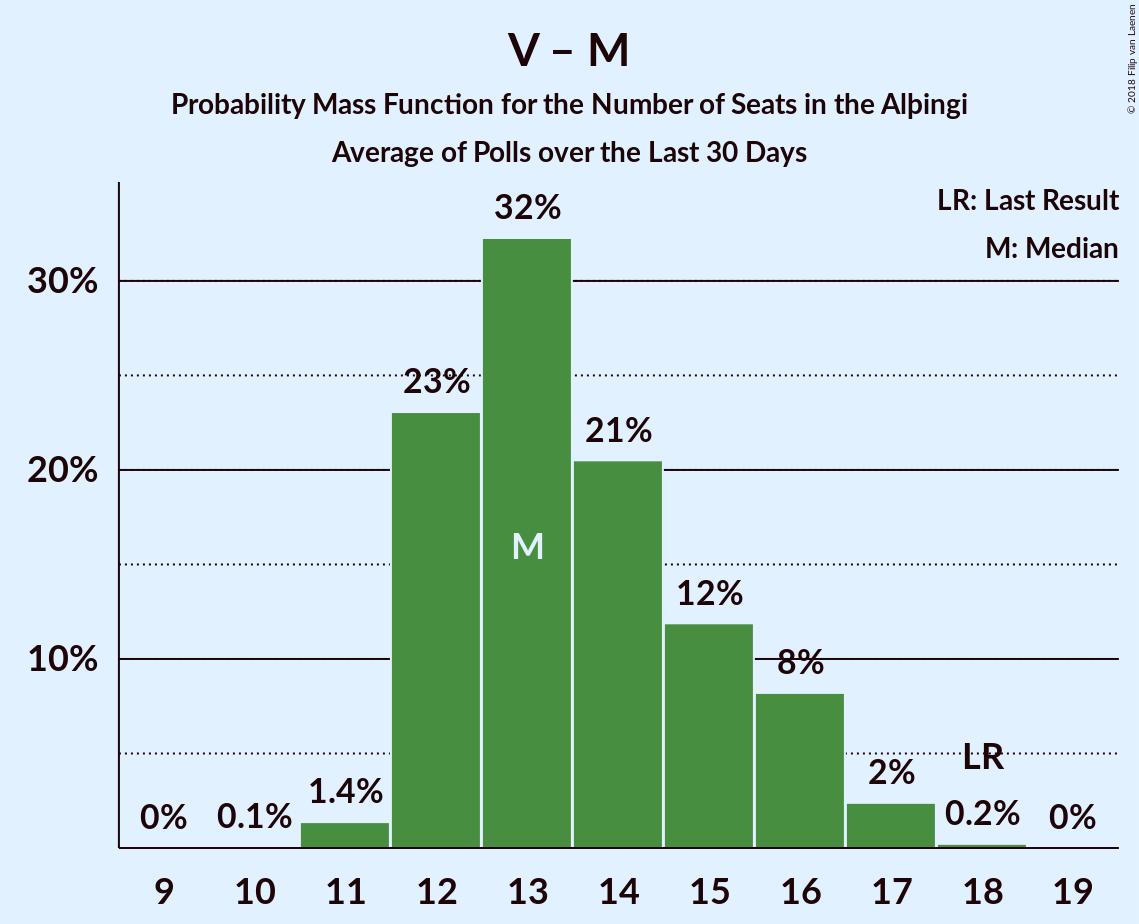 V – M
Probability Mass Function for the Number of Seats in the Alþingi
Average of Polls over the Last 30 Days
© 2018 Filip van Laenen
LR: Last Result
M: Median
30%
20%
10%
0%
0.1%
1.4%
23%
32%
21%
12%
8%
2%
0.2%
0%
M
LR
9 10 11 12 13 14 15 16 17 18 19